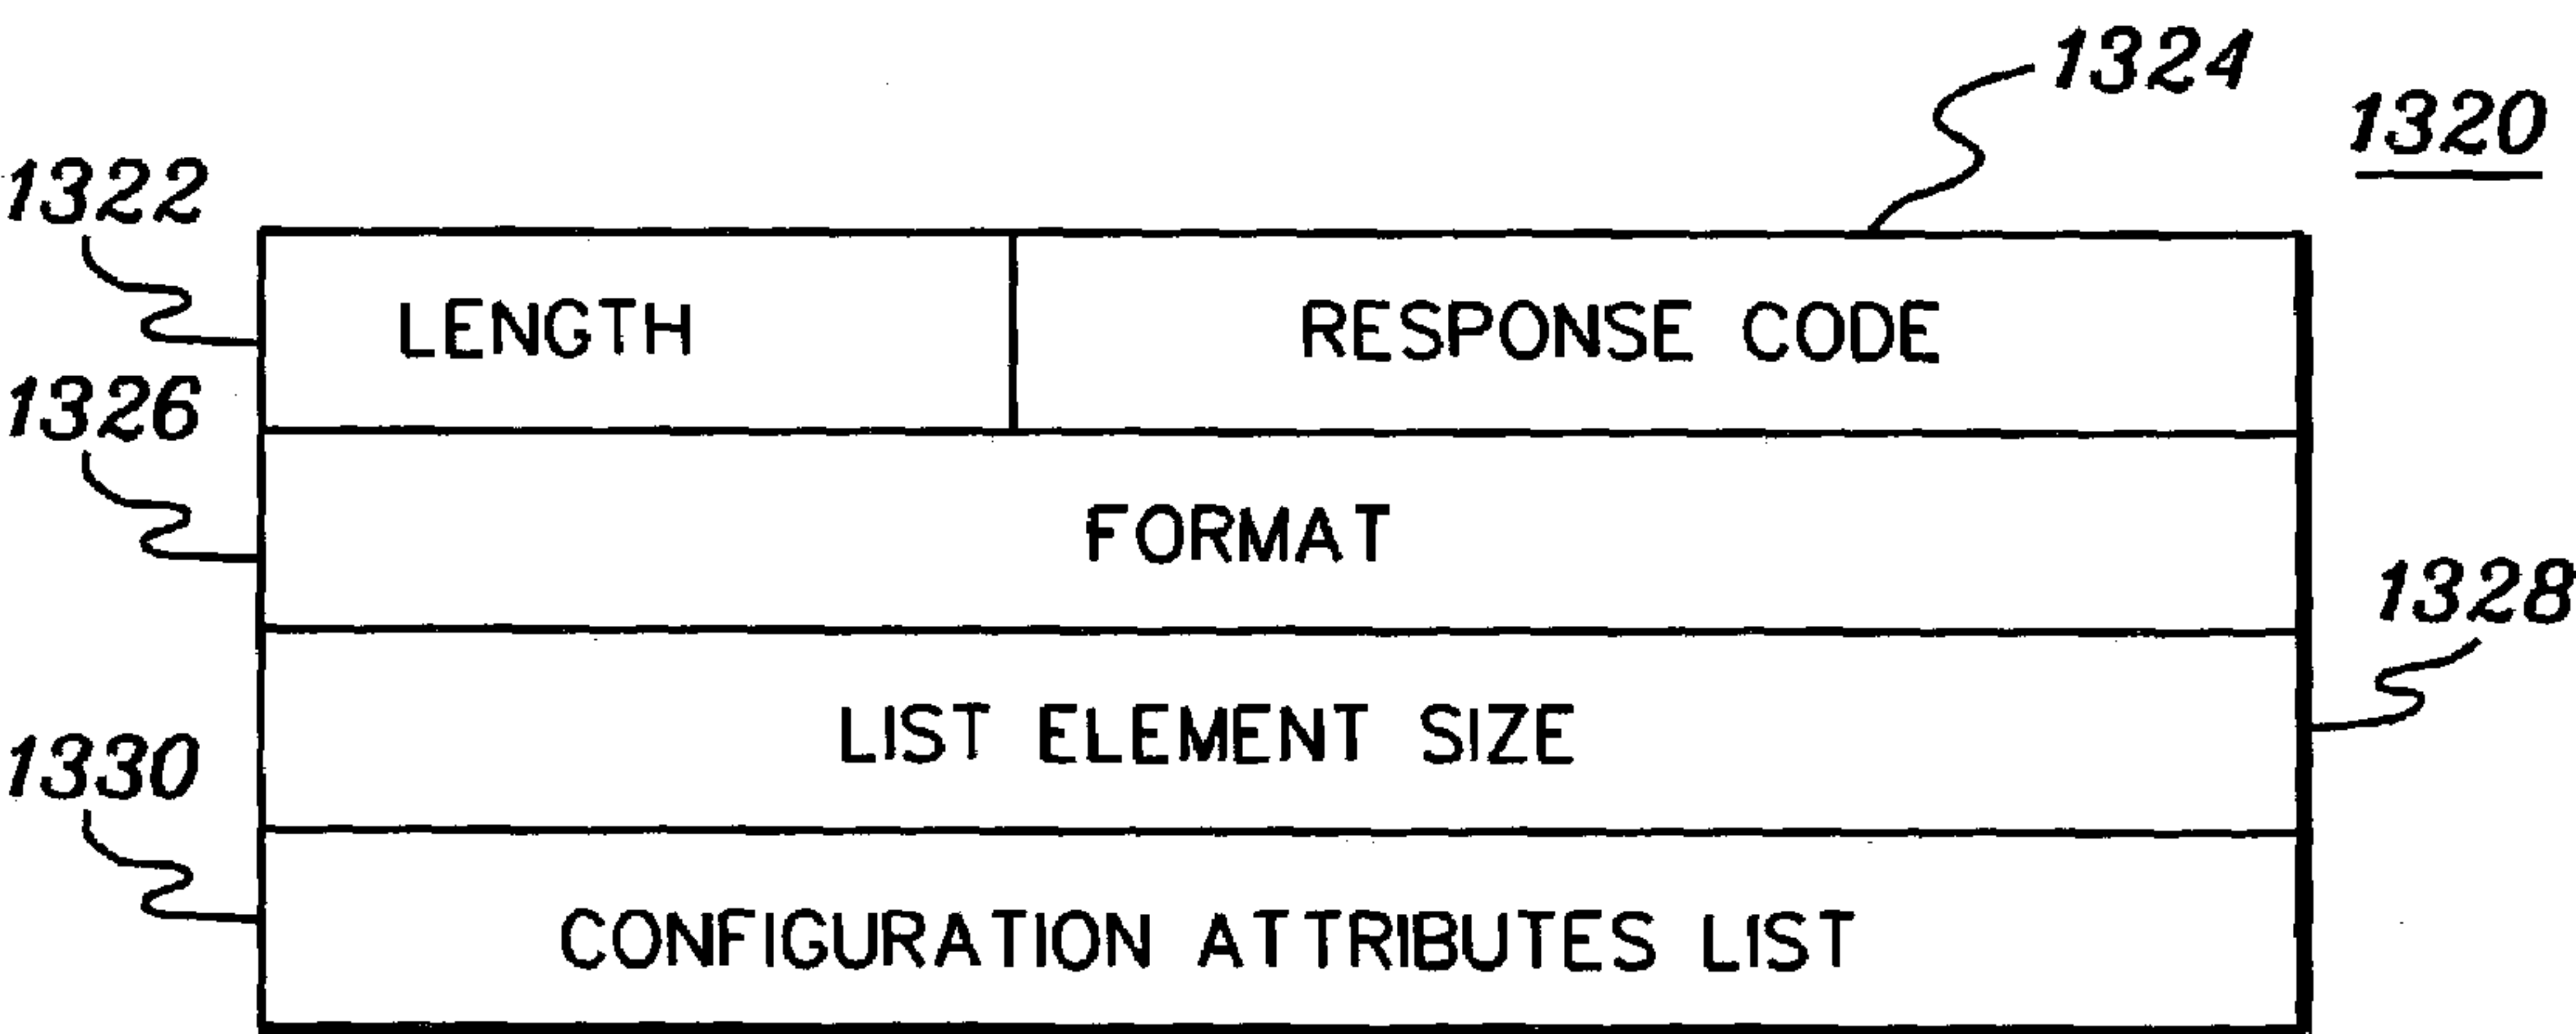 1324
1320
1322
LENGTH RESPONSE CODE
1326
FORMAT
1328
LIST ELEMENT SIZE
1330
CONFIGURATION ATTRIBUTES LIST